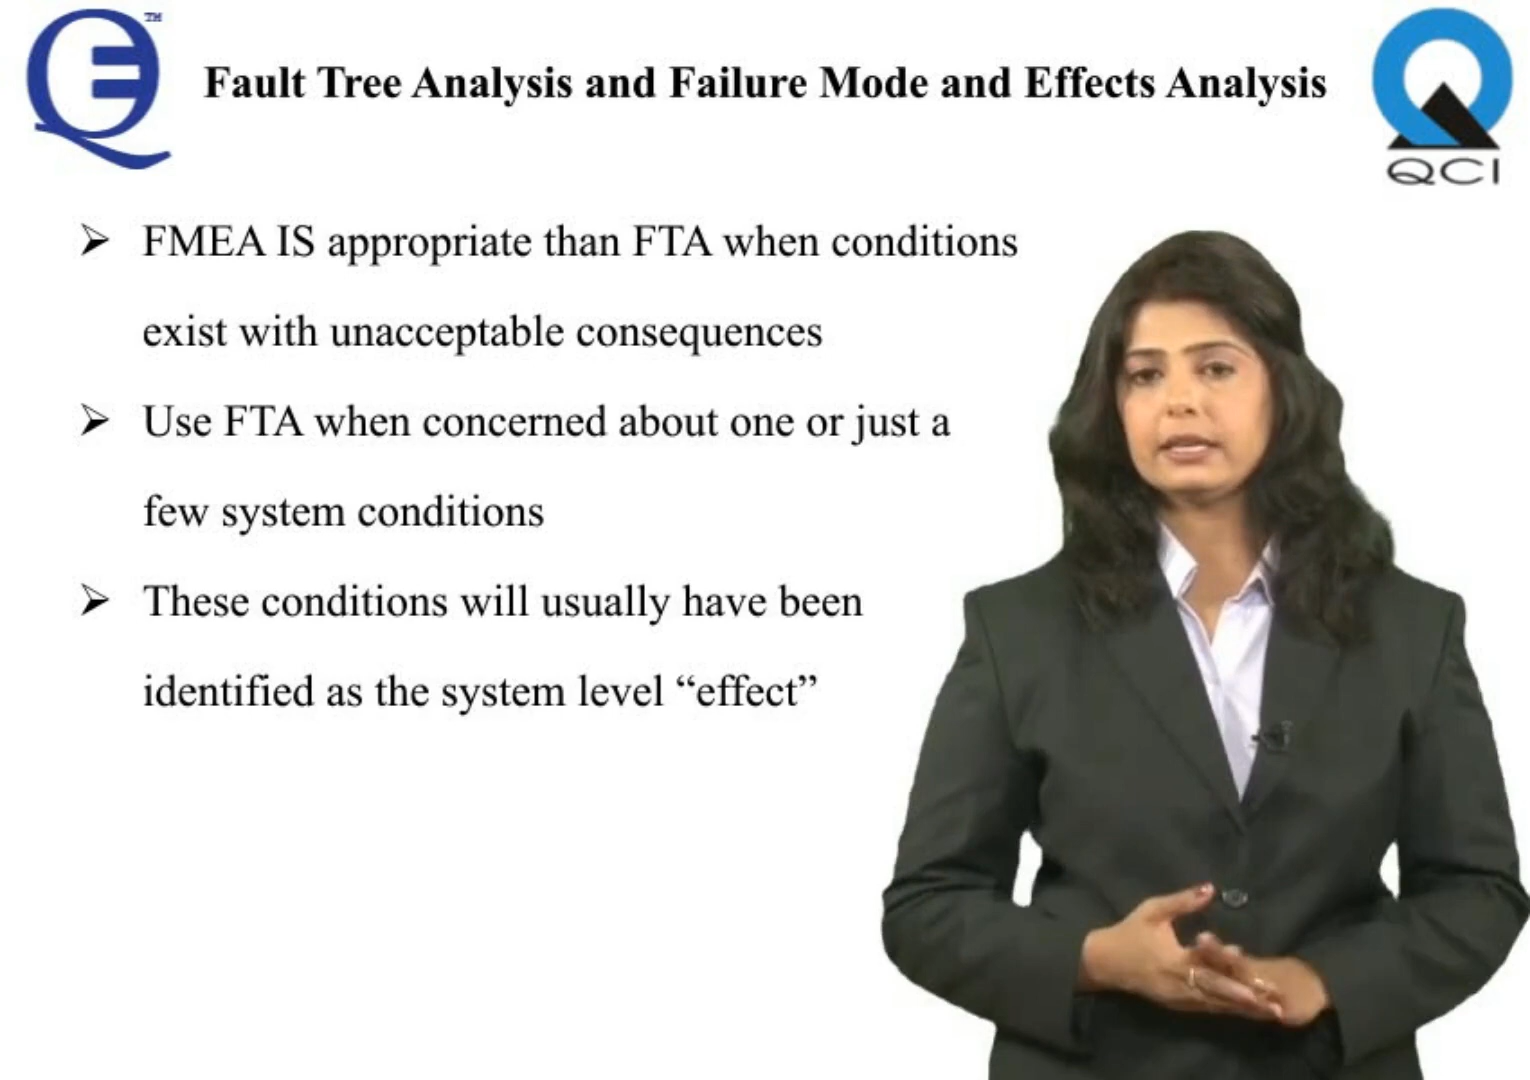 TM
Fault Tree Analysis and Failure Mode and Effects Analysis
QCI
FMEA IS appropriate than FTA when conditions
exist with unacceptable consequences
Use FTA when concerned about one or just a
few system conditions
These conditions will usually have been
identified as the system level “effect”